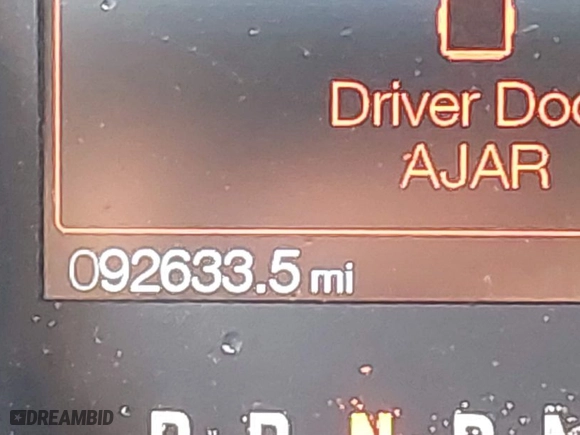 Driver Doo
AJAR
092633.5 mi
P R N D M
DREAMBID